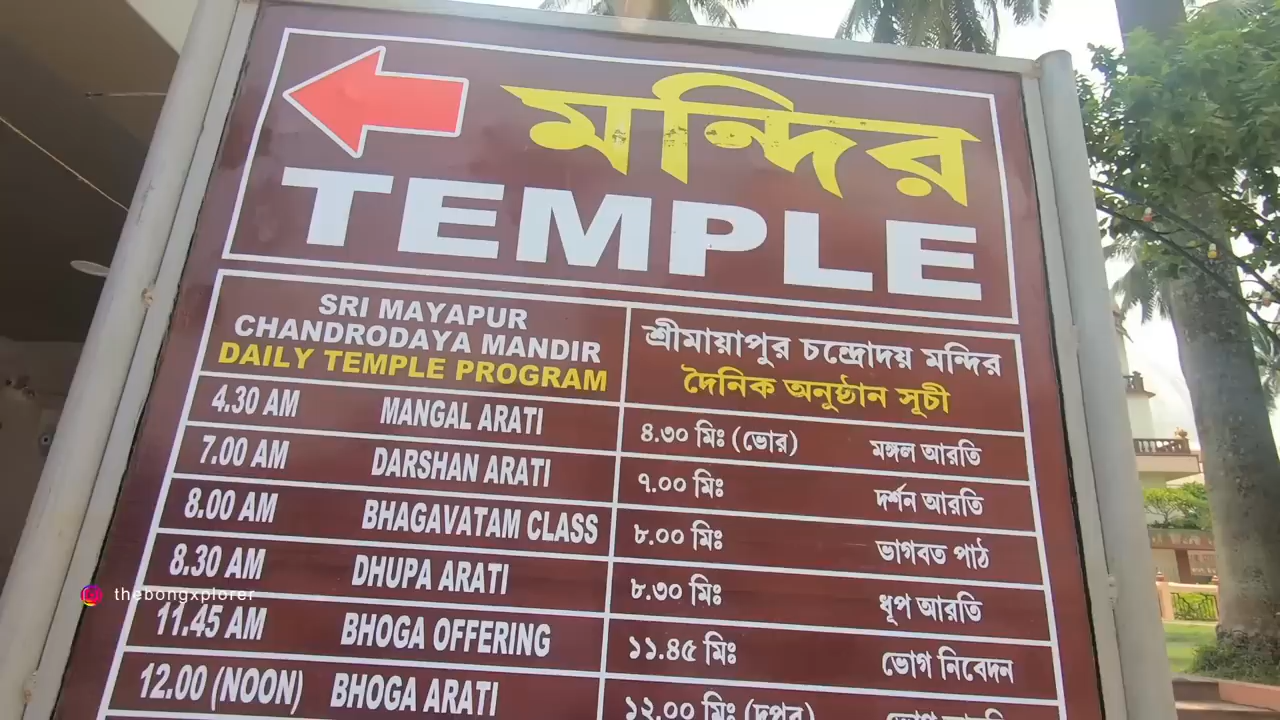 মন্দির
TEMPLE
SRI MAYAPUR
CHANDRODAYA MANDIR
DAILY TEMPLE PROGRAM
শ্রীমায়াপুর চন্দ্রোদয় মন্দির
দৈনিক অনুষ্ঠান সূচী
4.30 AM MANGAL ARATI ৪.৩০ মিঃ (ভোর) মঙ্গল আরতি
7.00 AM DARSHAN ARATI ৭.০০ মিঃ দর্শন আরতি
8.00 AM BHAGAVATAM CLASS ৮.০০ মিঃ ভাগবত পাঠ
8.30 AM DHUPA ARATI ৮.৩০ মিঃ ধূপ আরতি
thebongxplorer
11.45 AM BHOGA OFFERING ১১.৪৫ মিঃ ভোগ নিবেদন
12.00 (NOON) BHOGA ARATI ১২.০০ মিঃ (দুপুর)